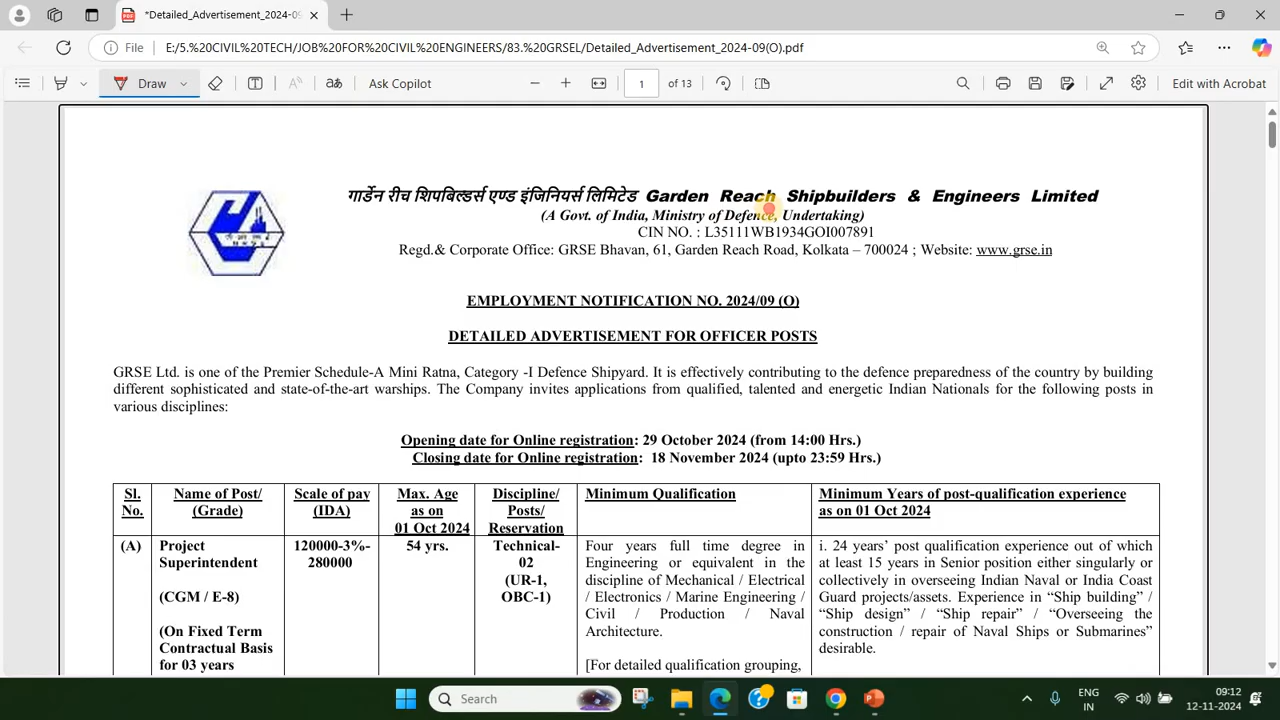 *Detailed_Advertisement_2024-09
File
E:/5.%20CIVIL%20TECH/JOB%20FOR%20CIVIL%20ENGINEERS/83.%20GRSEL/Detailed_Advertisement_2024-09(O).pdf
Draw
aあ
Ask Copilot
1 of 13
Edit with Acrobat
गार्डेन रीच शिपबिल्डर्स एण्ड इंजिनियर्स लिमिटेड Garden Reach Shipbuilders & Engineers Limited
(A Govt. of India, Ministry of Defence, Undertaking)
CIN NO. : L35111WB1934GOI007891
Regd.& Corporate Office: GRSE Bhavan, 61, Garden Reach Road, Kolkata – 700024 ; Website: www.grse.in
EMPLOYMENT NOTIFICATION NO. 2024/09 (O)
DETAILED ADVERTISEMENT FOR OFFICER POSTS
GRSE Ltd. is one of the Premier Schedule-A Mini Ratna, Category -I Defence Shipyard. It is effectively contributing to the defence preparedness of the country by building
different sophisticated and state-of-the-art warships. The Company invites applications from qualified, talented and energetic Indian Nationals for the following posts in
various disciplines:
Opening date for Online registration: 29 October 2024 (from 14:00 Hrs.)
Closing date for Online registration: 18 November 2024 (upto 23:59 Hrs.)
Sl. No.
Name of Post/ (Grade)
Scale of pay (IDA)
Max. Age as on 01 Oct 2024
Discipline/ Posts/ Reservation
Minimum Qualification
Minimum Years of post-qualification experience as on 01 Oct 2024
(A)
Project
Superintendent
(CGM / E-8)
(On Fixed Term
Contractual Basis
for 03 years
120000-3%-
280000
54 yrs.
Technical-
02
(UR-1,
OBC-1)
Four years full time degree in
Engineering or equivalent in the
discipline of Mechanical / Electrical
/ Electronics / Marine Engineering /
Civil / Production / Naval
Architecture.
[For detailed qualification grouping,
i. 24 years’ post qualification experience out of which
at least 15 years in Senior position either singularly or
collectively in overseeing Indian Naval or India Coast
Guard projects/assets. Experience in “Ship building” /
“Ship design” / “Ship repair” / “Overseeing the
construction / repair of Naval Ships or Submarines”
desirable.
Search
ENG
IN
09:12
12-11-2024